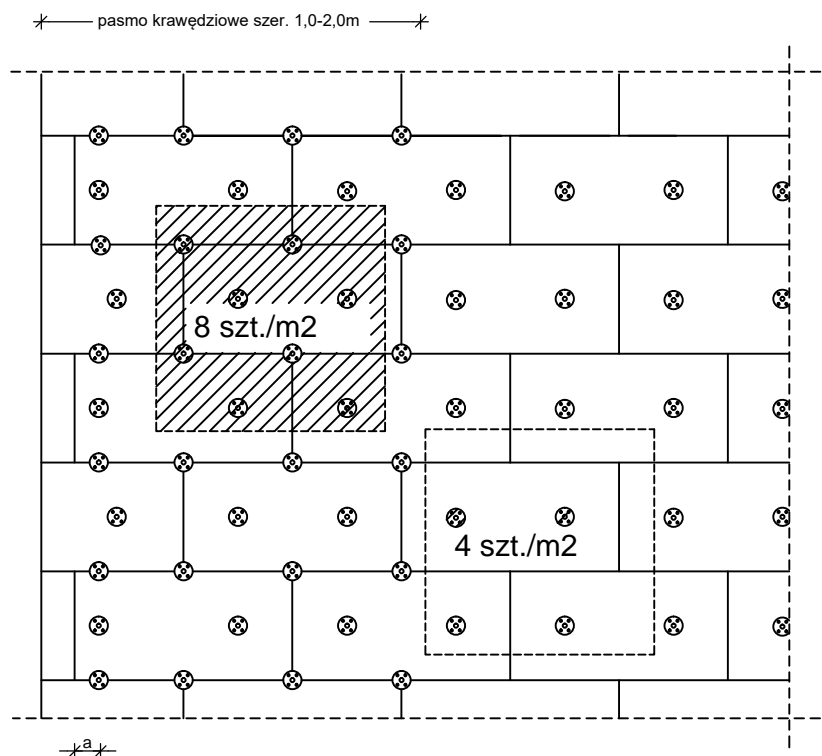 pasmo krawędziowe szer. 1,0-2,0m
8 szt./m2
4 szt./m2
a